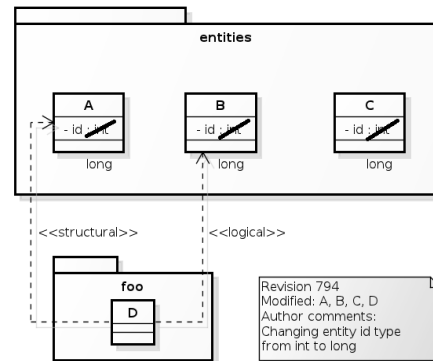 entities
A
B
C
- id : int
- id : int
- id : int
long
long
long
<<structural>>
<<logical>>
foo
D
Revision 794
Modified: A, B, C, D
Author comments:
Changing entity id type
from int to long